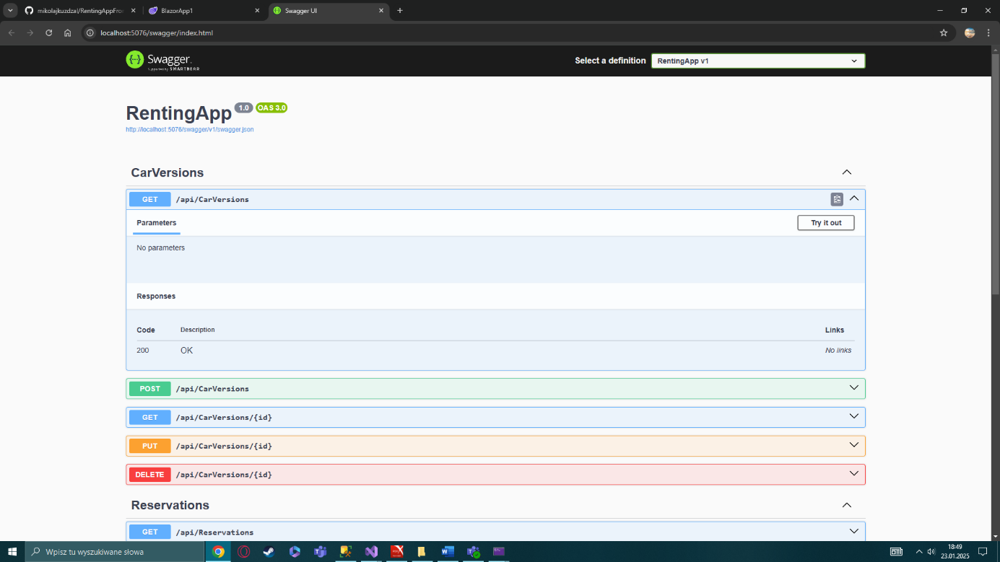 mikolajkuzdzal/RentingAppFro
BlazorApp1
Swagger UI
localhost:5076/swagger/index.html
Swagger.
Supported by SMARTBEAR
Select a definition
RentingApp v1
RentingApp 1.0 OAS 3.0
http://localhost:5076/swagger/v1/swagger.json
CarVersions
GET /api/CarVersions
Parameters
Try it out
No parameters
Responses
Code Description Links
200 OK No links
POST /api/CarVersions
GET /api/CarVersions/{id}
PUT /api/CarVersions/{id}
DELETE /api/CarVersions/{id}
Reservations
GET /api/Reservations
Wpisz tu wyszukiwane słowa
18:49
23.01.2025